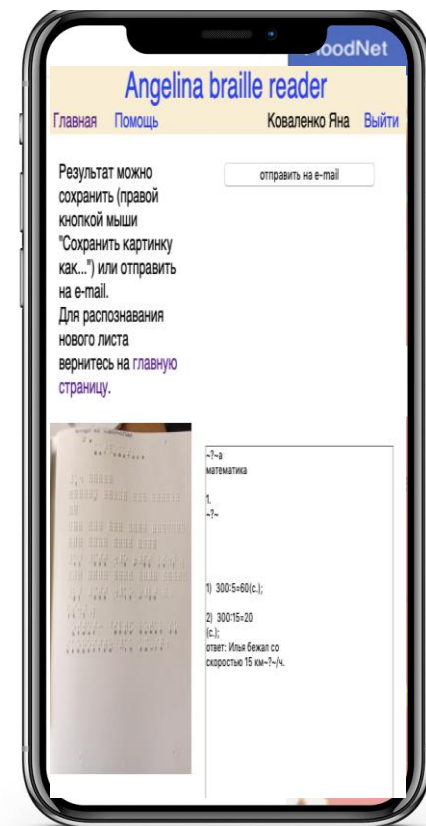 oodNet
Angelina braille reader
Главная Помощь Коваленко Яна Выйти
Результат можно
сохранить (правой
кнопкой мыши
"Сохранить картинку
как...") или отправить
на e-mail.
Для распознавания
нового листа
вернитесь на главную
страницу.
отправить на e-mail
~?~а
математика
1.
~?~
1) 300:5=60(с.);
2) 300:15=20
(с.);
ответ: Илья бежал со
скоростью 15 км~?~/ч.